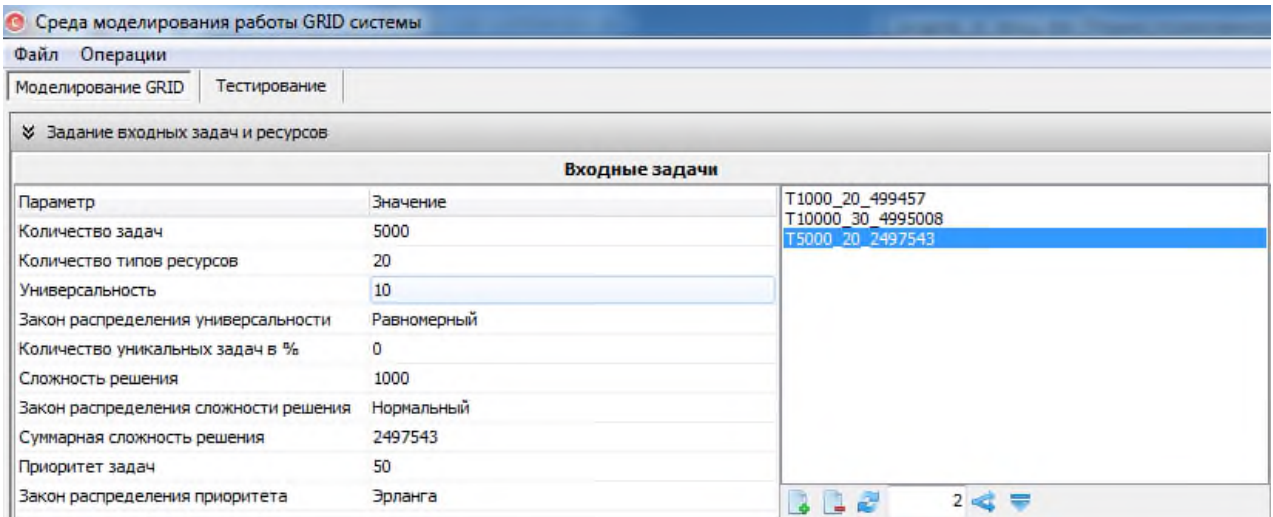 Среда моделирования работы GRID системы
Файл Операции
Моделирование GRID Тестирование
Задание входных задач и ресурсов
Входные задачи
Параметр Значение
Количество задач 5000
Количество типов ресурсов 20
Универсальность 10
Закон распределения универсальности Равномерный
Количество уникальных задач в % 0
Сложность решения 1000
Закон распределения сложности решения Нормальный
Суммарная сложность решения 2497543
Приоритет задач 50
Закон распределения приоритета Эрланга
T1000_20_499457
T10000_30_4995008
T5000_20_2497543
2